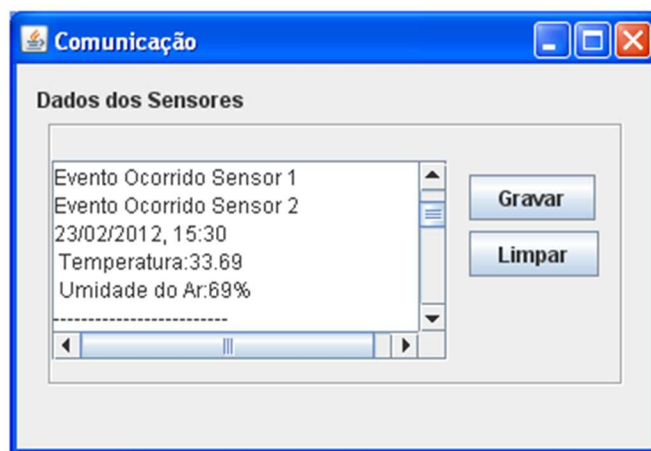 Comunicação
Dados dos Sensores
Evento Ocorrido Sensor 1
Evento Ocorrido Sensor 2
23/02/2012, 15:30
Temperatura:33.69
Umidade do Ar:69%
-------------------------
Gravar
Limpar